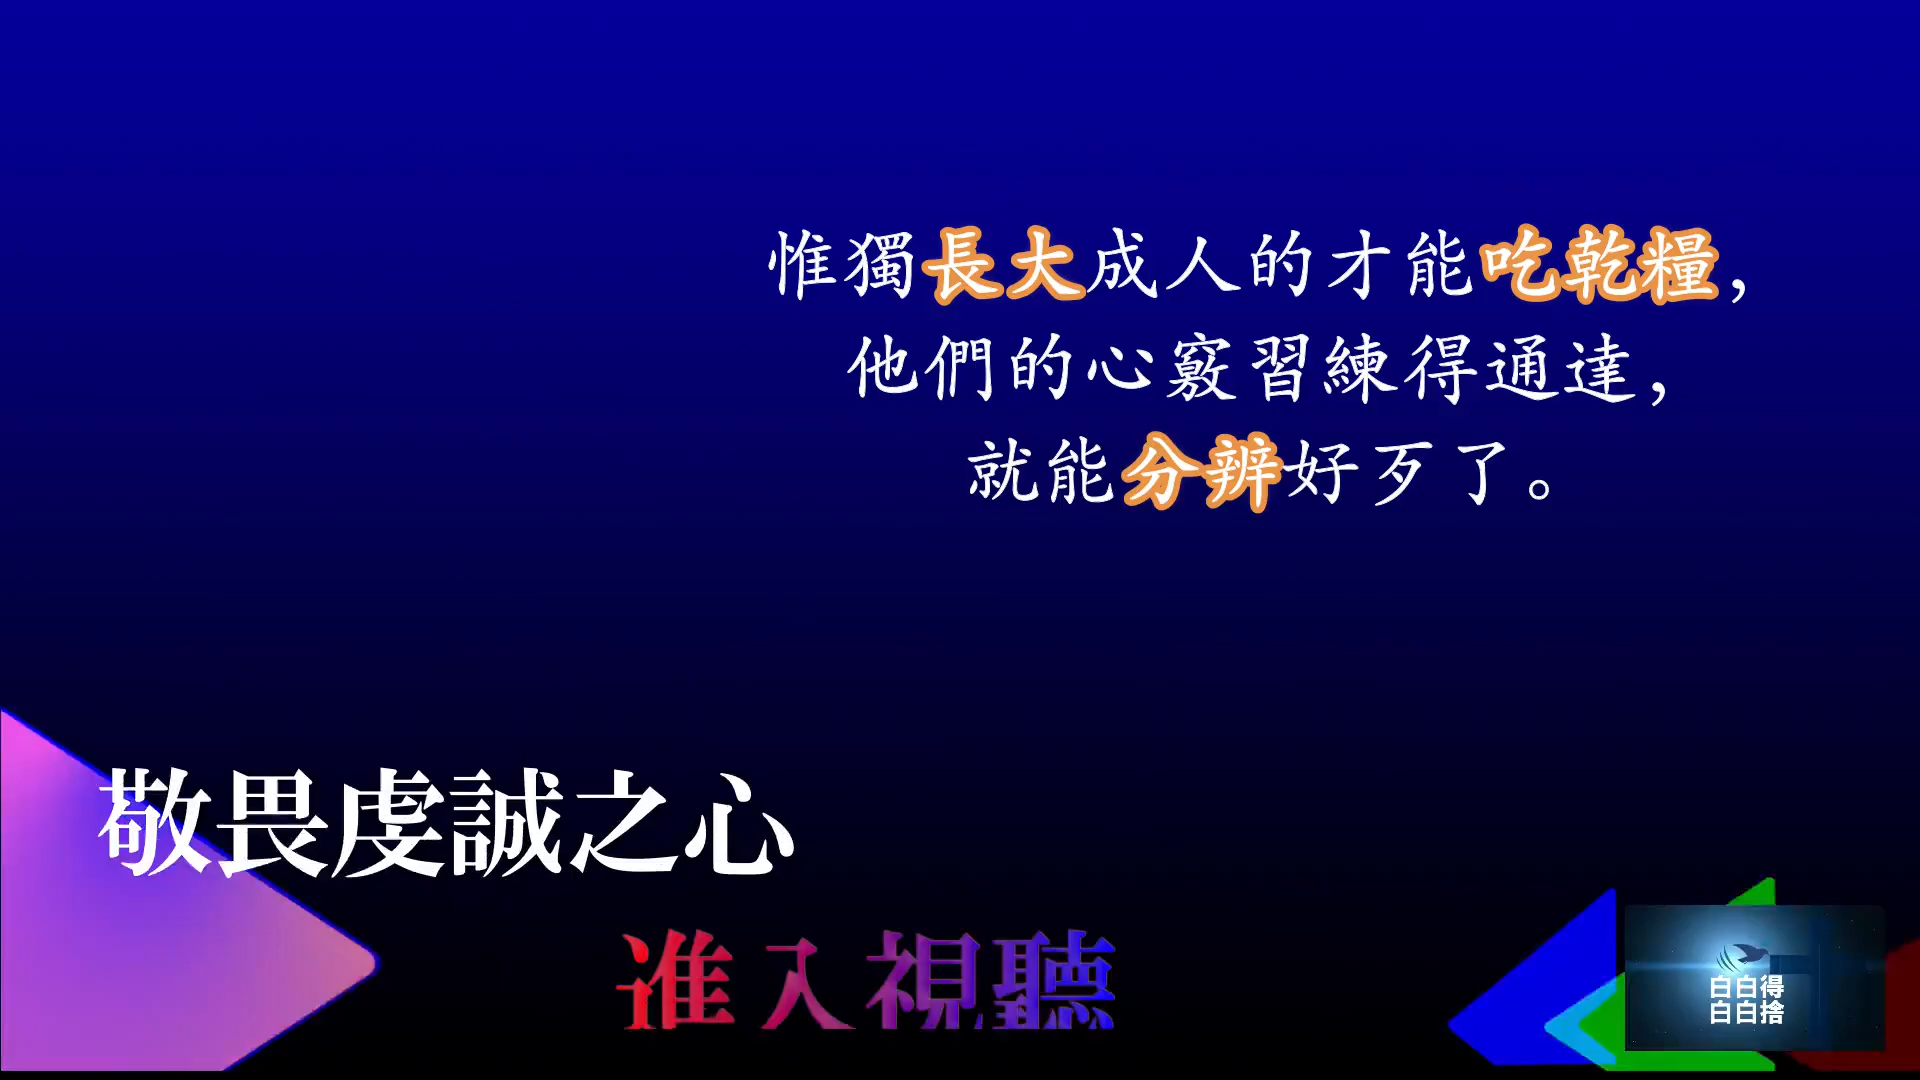 惟獨長大成人的才能吃乾糧，
他們的心竅習練得通達，
就能分辨好歹了。
敬畏虔誠之心
進入視聽
白白得
白白捨